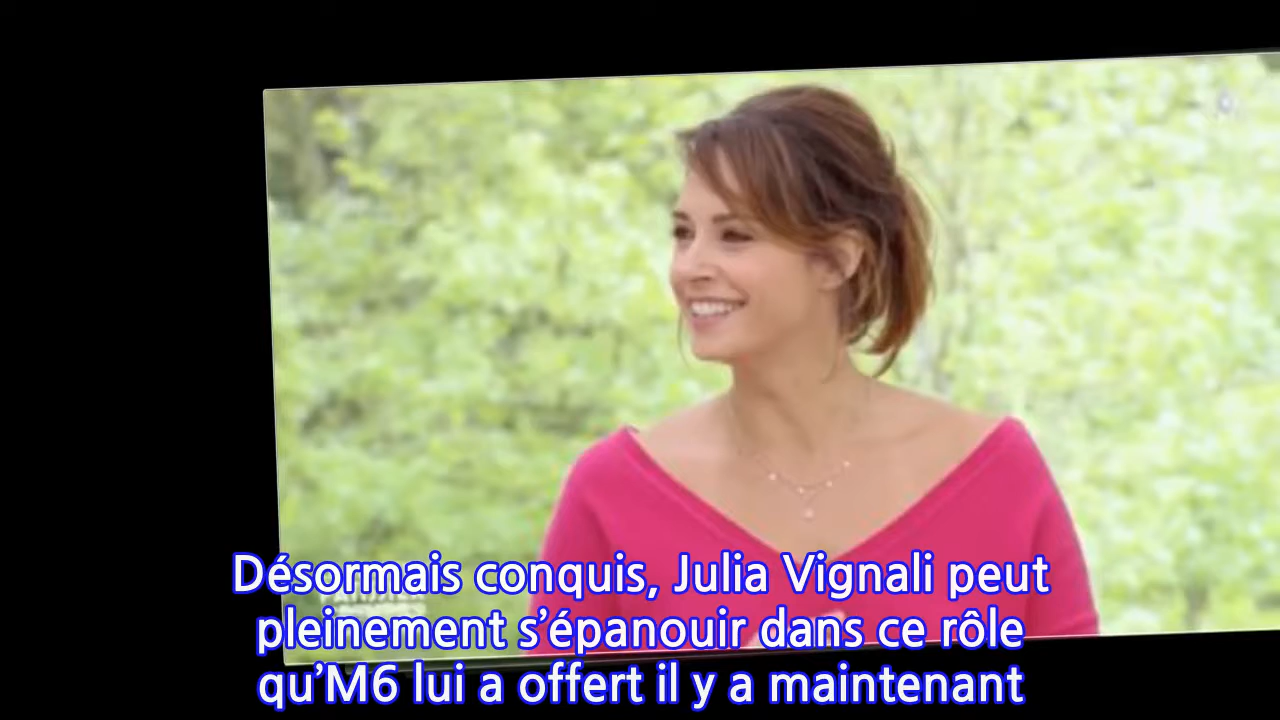 Désormais conquis, Julia Vignali peut
pleinement s’épanouir dans ce rôle
qu’M6 lui a offert il y a maintenant